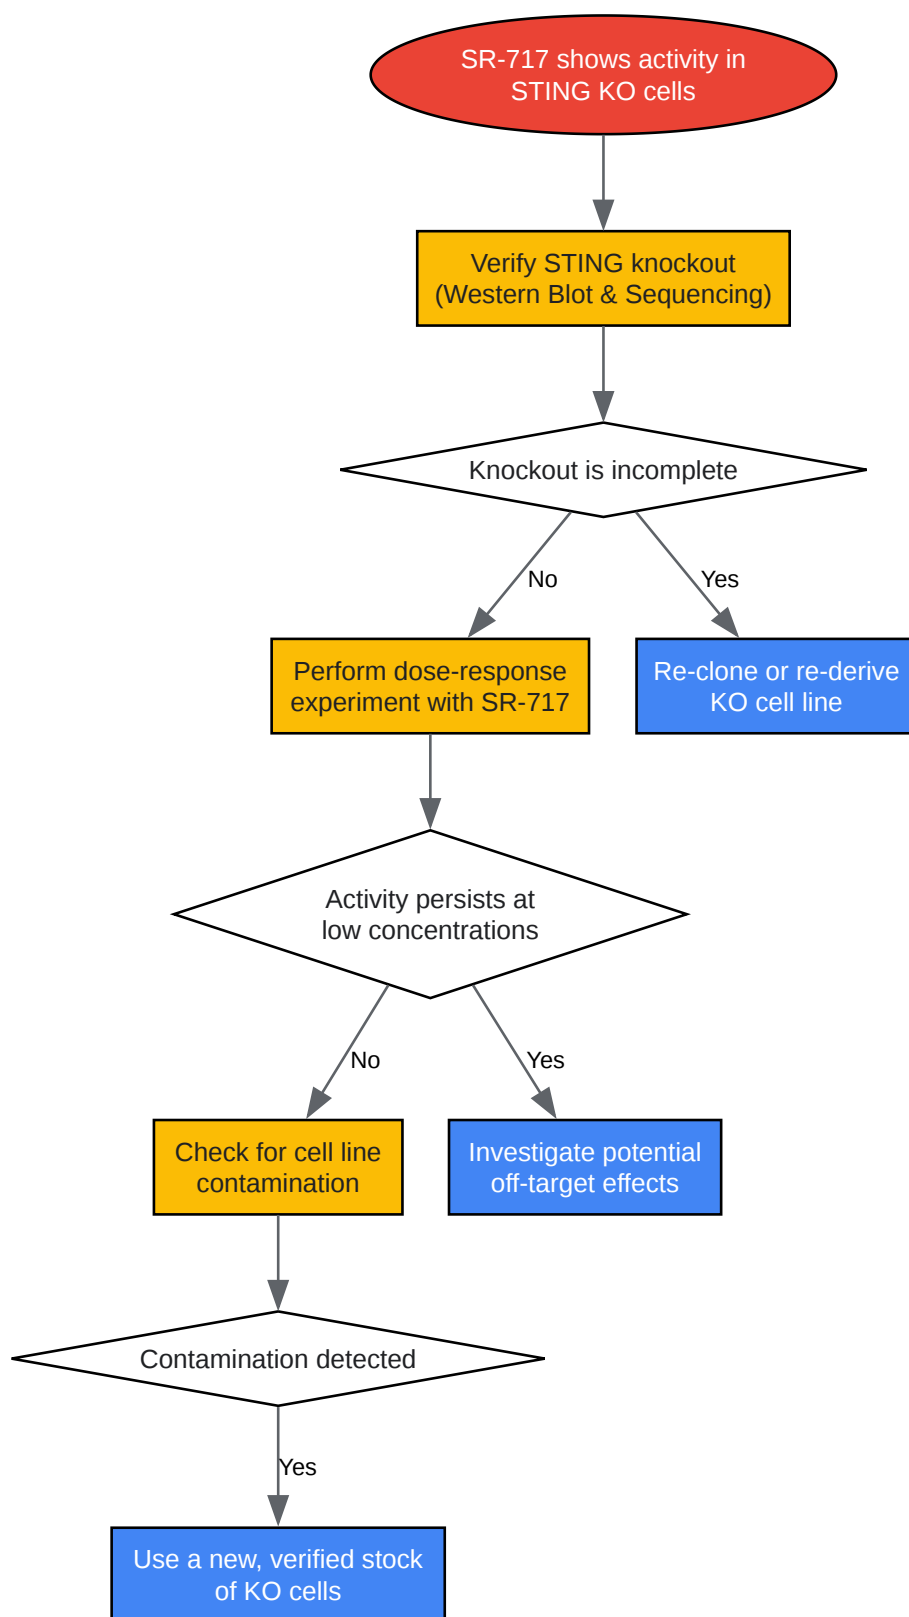 SR-717 shows activity in
STING KO cells
Verify STING knockout
(Western Blot & Sequencing)
Knockout is incomplete
No
Yes
Perform dose-response
experiment with SR-717
Re-clone or re-derive
KO cell line
Activity persists at
low concentrations
No
Yes
Check for cell line
contamination
Investigate potential
off-target effects
Contamination detected
Yes
Use a new, verified stock
of KO cells